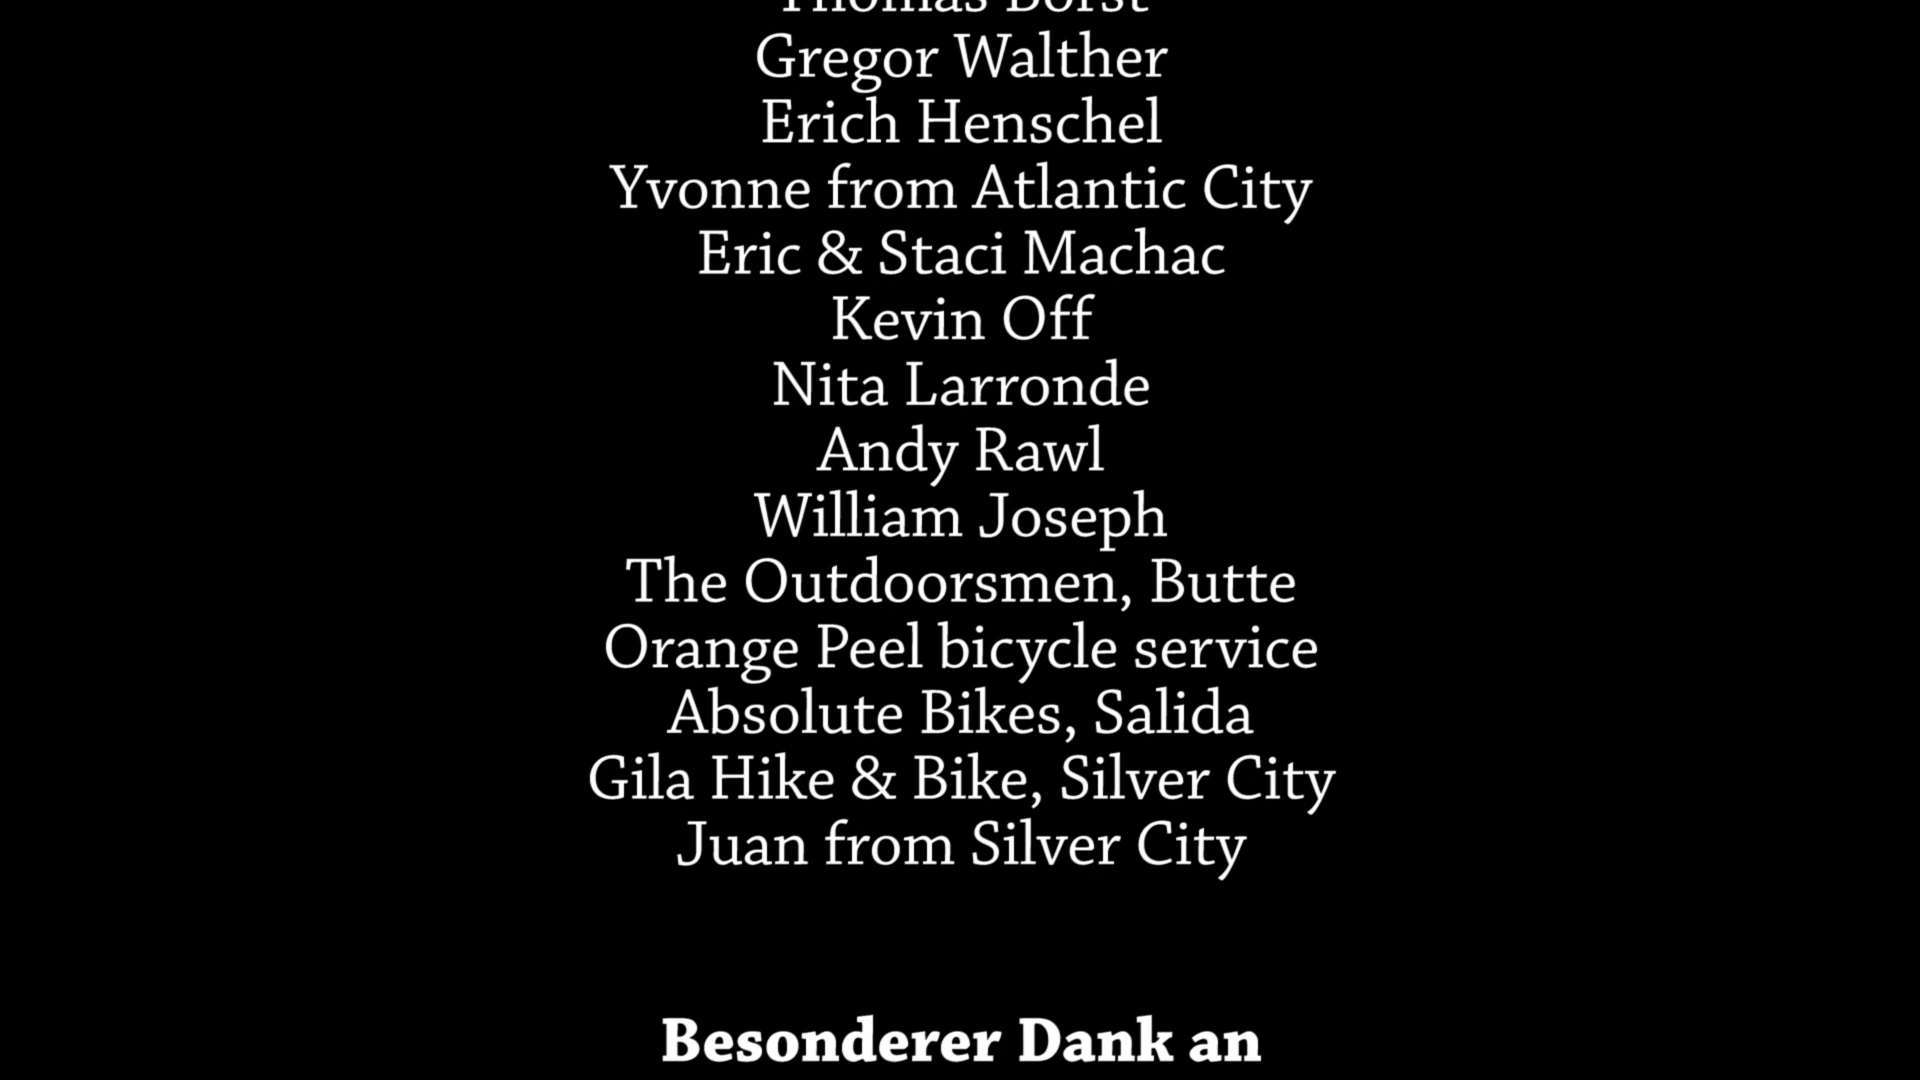 Thomas Borst
Gregor Walther
Erich Henschel
Yvonne from Atlantic City
Eric & Staci Machac
Kevin Off
Nita Larronde
Andy Rawl
William Joseph
The Outdoorsmen, Butte
Orange Peel bicycle service
Absolute Bikes, Salida
Gila Hike & Bike, Silver City
Juan from Silver City
Besonderer Dank an